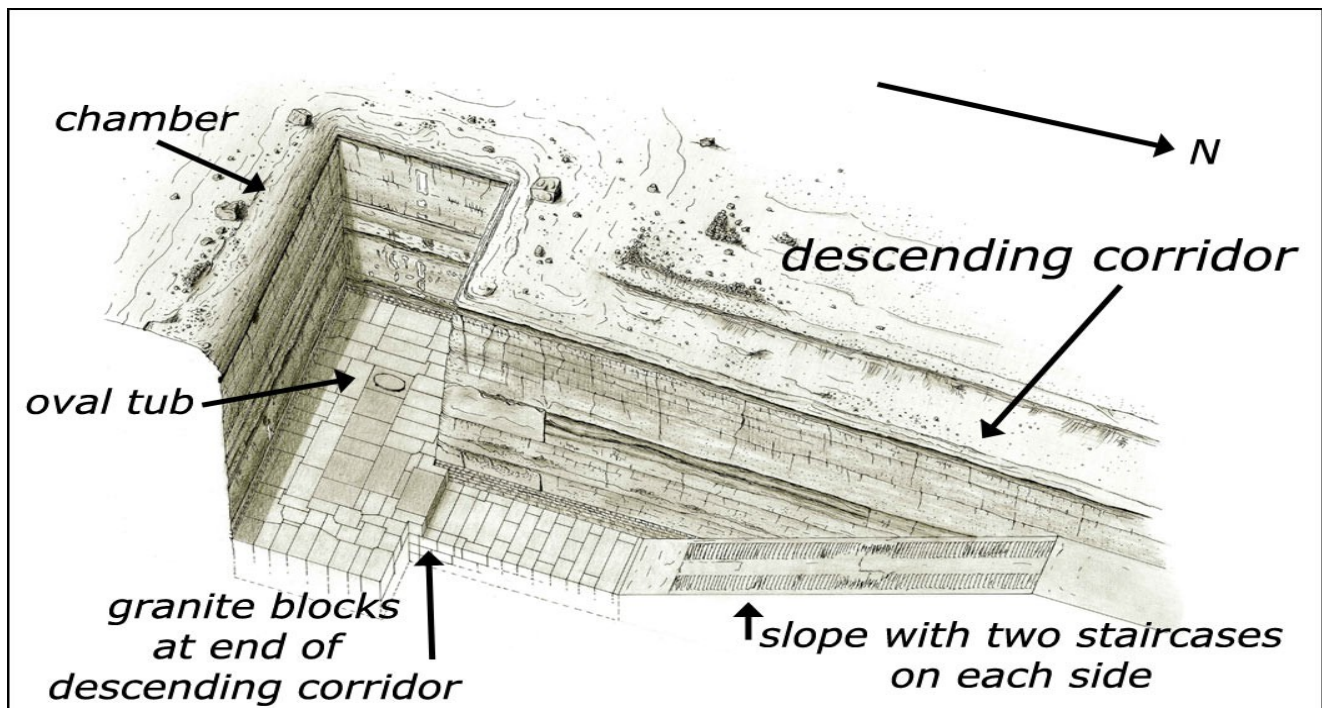 chamber
N
descending corridor
oval tub
granite blocks
at end of
descending corridor
slope with two staircases
on each side